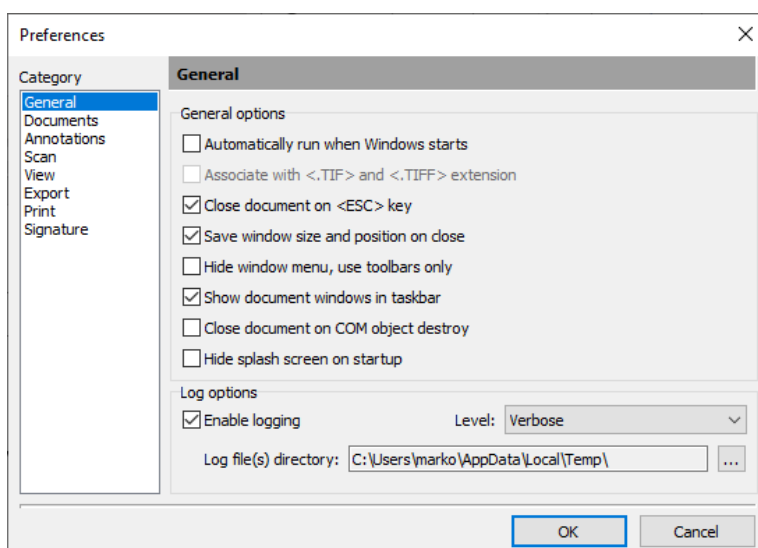 Preferences
Category
General
Documents
Annotations
Scan
View
Export
Print
Signature
General
General options
Automatically run when Windows starts
Associate with <.TIF> and <.TIFF> extension
Close document on <ESC> key
Save window size and position on close
Hide window menu, use toolbars only
Show document windows in taskbar
Close document on COM object destroy
Hide splash screen on startup
Log options
Enable logging Level: Verbose
Log file(s) directory: C:\Users\marko\AppData\Local\Temp\ ...
OK Cancel